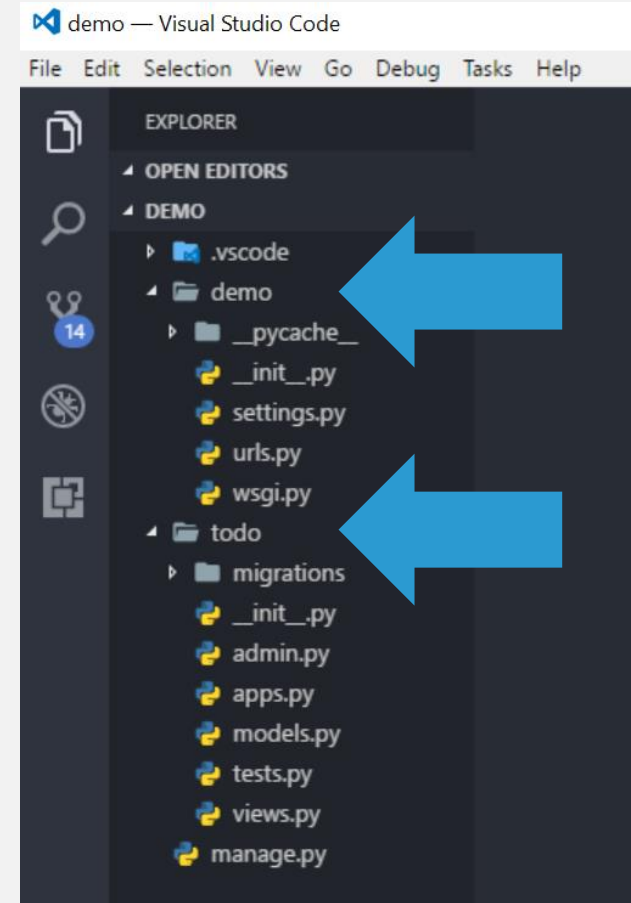 demo — Visual Studio Code
File Edit Selection View Go Debug Tasks Help
EXPLORER
OPEN EDITORS
DEMO
.vscode
demo
__pycache__
__init__.py
settings.py
urls.py
wsgi.py
14
todo
migrations
__init__.py
admin.py
apps.py
models.py
tests.py
views.py
manage.py